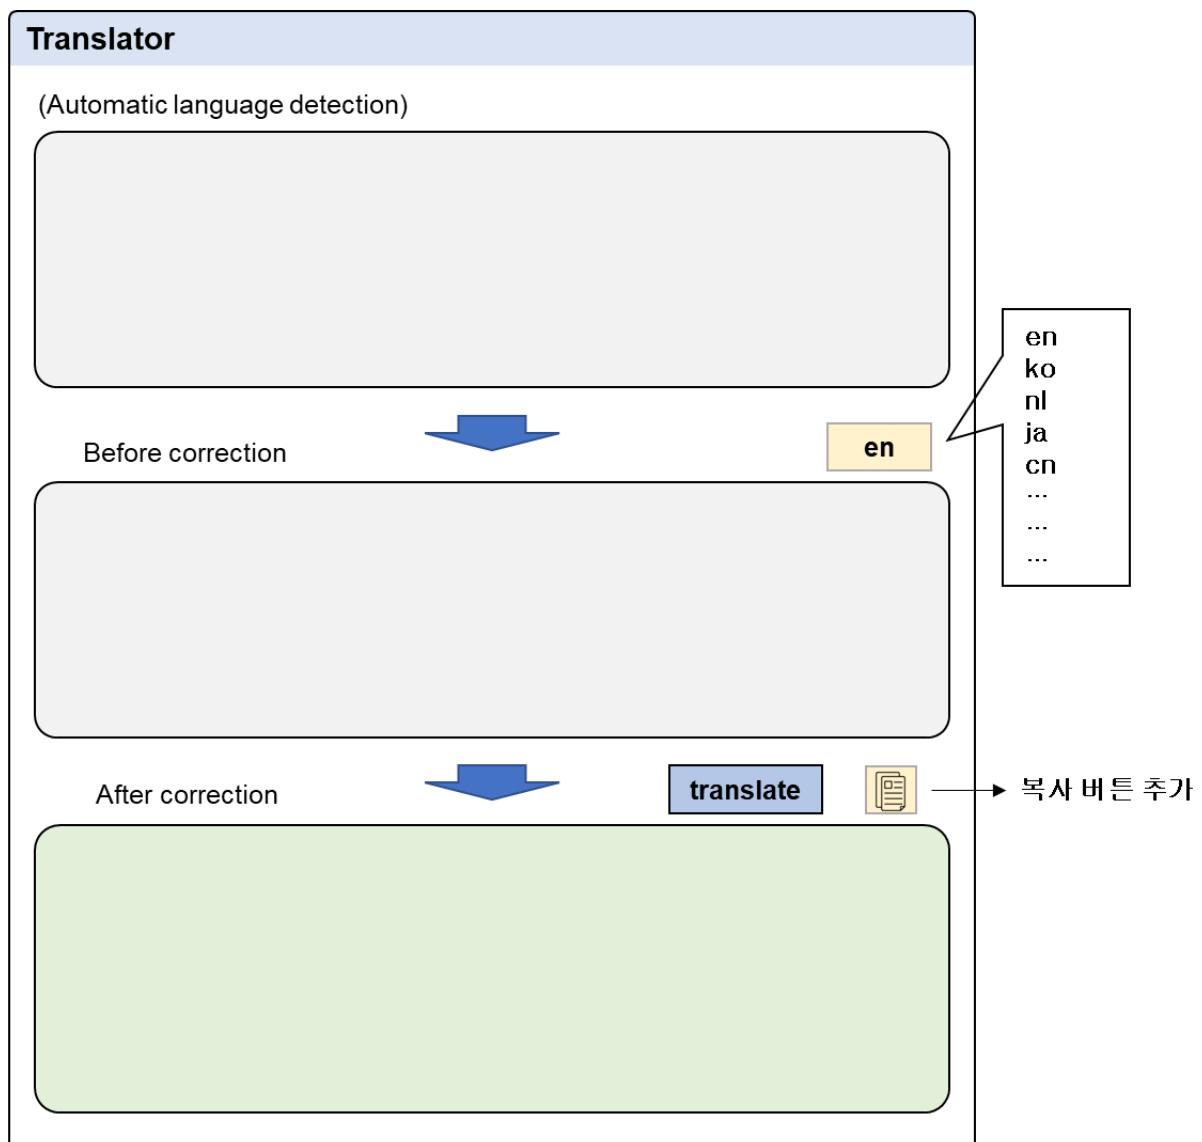 Translator
(Automatic language detection)
en
ko
nl
ja
cn
...
...
...
Before correction
en
After correction
translate
복사 버튼 추가